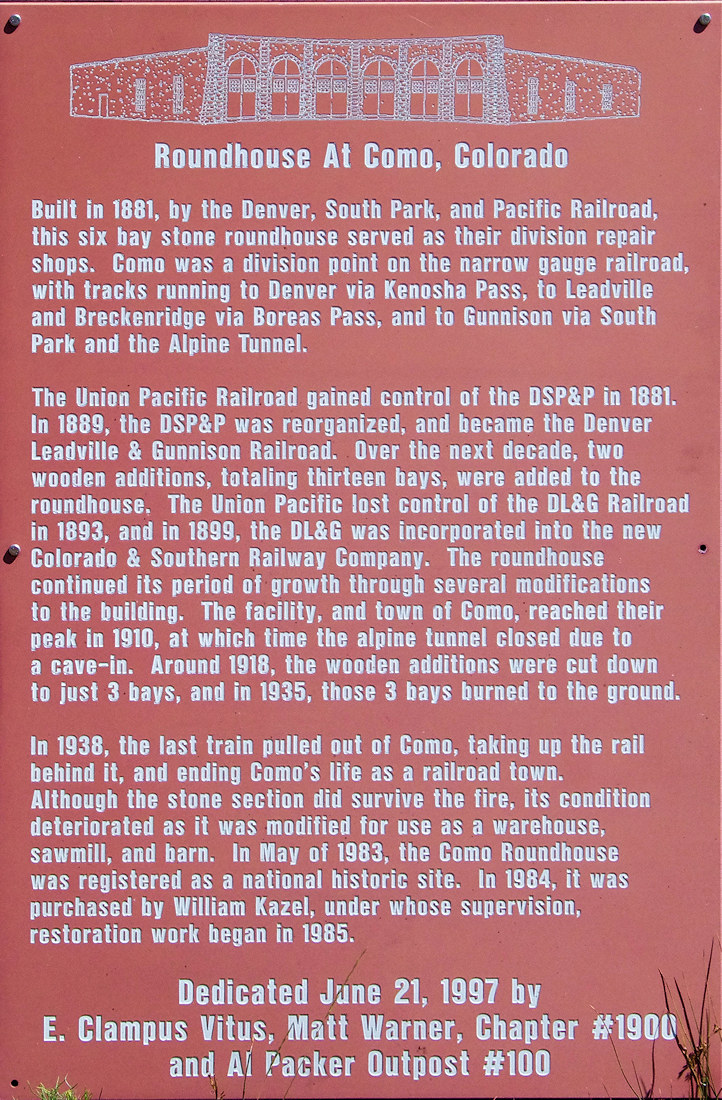 Roundhouse At Como, Colorado
Built in 1881, by the Denver, South Park, and Pacific Railroad,
this six bay stone roundhouse served as their division repair
shops. Como was a division point on the narrow gauge railroad,
with tracks running to Denver via Kenosha Pass, to Leadville
and Breckenridge via Boreas Pass, and to Gunnison via South
Park and the Alpine Tunnel.
The Union Pacific Railroad gained control of the DSP&P in 1881.
In 1889, the DSP&P was reorganized, and became the Denver
Leadville & Gunnison Railroad. Over the next decade, two
wooden additions, totaling thirteen bays, were added to the
roundhouse. The Union Pacific lost control of the DL&G Railroad
in 1893, and in 1899, the DL&G was incorporated into the new
Colorado & Southern Railway Company. The roundhouse
continued its period of growth through several modifications
to the building. The facility, and town of Como, reached their
peak in 1910, at which time the alpine tunnel closed due to
a cave-in. Around 1918, the wooden additions were cut down
to just 3 bays, and in 1935, those 3 bays burned to the ground.
In 1938, the last train pulled out of Como, taking up the rail
behind it, and ending Como's life as a railroad town.
Although the stone section did survive the fire, its condition
deteriorated as it was modified for use as a warehouse,
sawmill, and barn. In May of 1983, the Como Roundhouse
was registered as a national historic site. In 1984, it was
purchased by William Kazel, under whose supervision,
restoration work began in 1985.
Dedicated June 21, 1997 by
E. Clampus Vitus, Matt Warner, Chapter #1900
and Al Packer Outpost #100